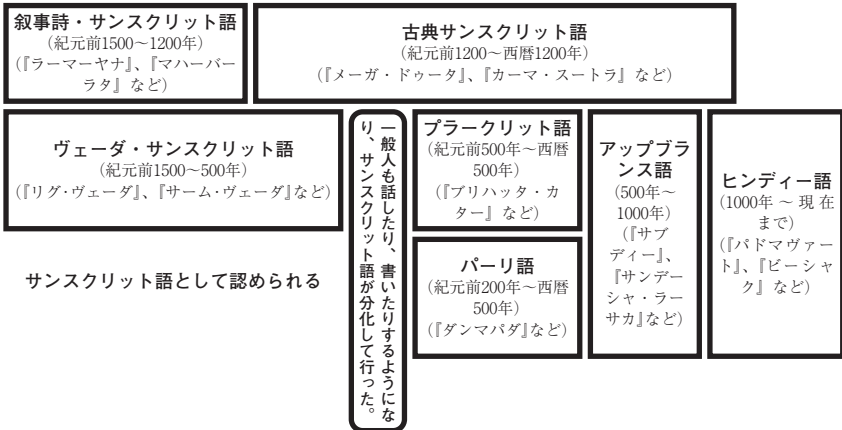 叙事詩・サンスクリット語
(紀元前1500～1200年)
(『ラーマーヤナ』、『マハーバー
ラタ』など)
古典サンスクリット語
(紀元前1200～西暦1200年)
(『メーガ・ドゥータ』、『カーマ・スートラ』など)
ヴェーダ・サンスクリット語
(紀元前1500～500年)
(『リグ・ヴェーダ』、『サーム・ヴェーダ』など)
サンスクリット語として認められる
一般人も話したり、書いたりするようにな
り、サンスクリット語が分化して行った。
プラークリット語
(紀元前500年～西暦
500年)
(『ブリハッタ・カ
ター』など)
パーリ語
(紀元前200年～西暦
500年)
(『ダンマパダ』など)
アップブラ
ンス語
(500年～
1000年)
(『サブ
ディー』、
『サンデー
シャ・ラー
サカ』など)
ヒンディー語
(1000年～現在
まで)
(『パドマヴァー
ト』、『ビーシャ
ク』など)